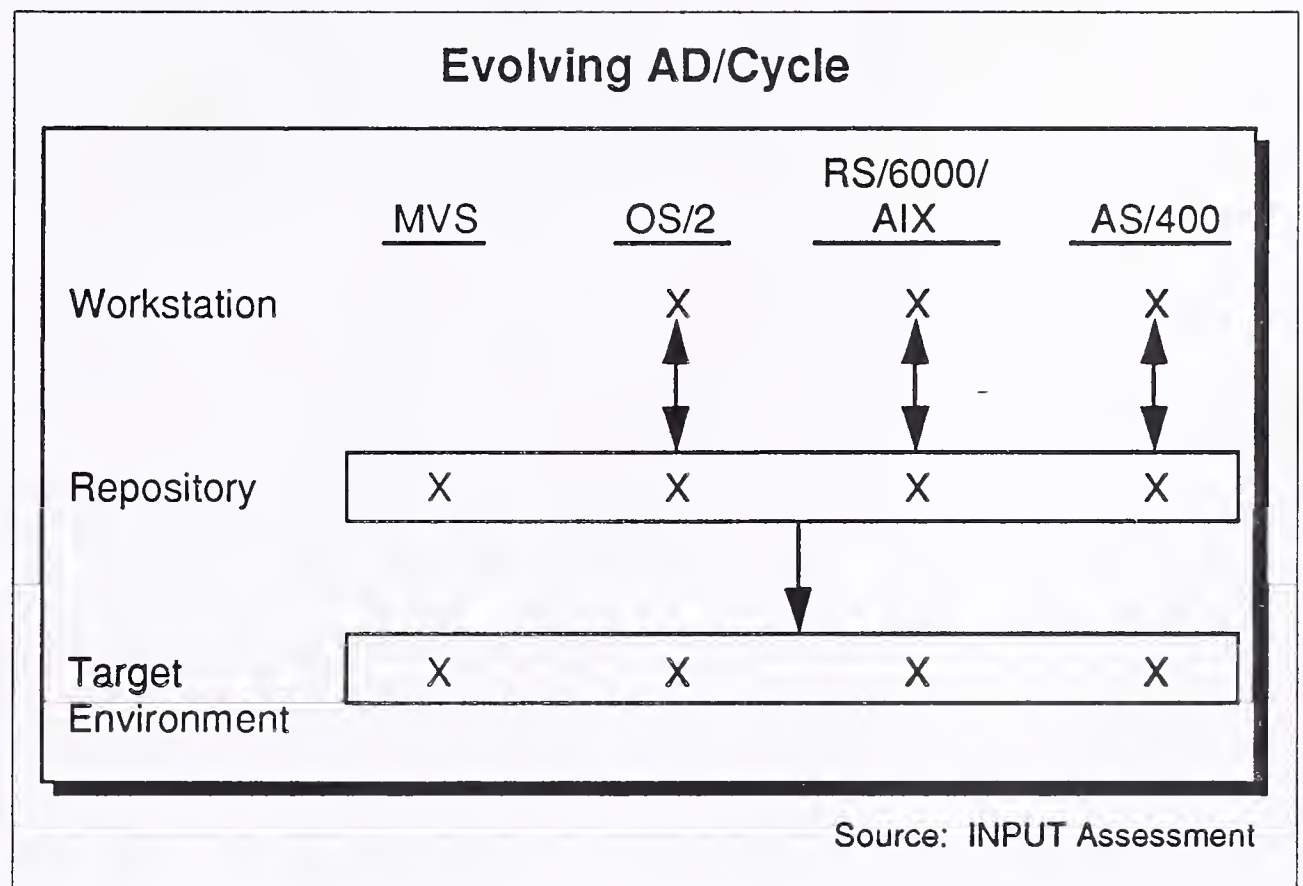 Evolving AD/Cycle
RS/6000/
MVS OS/2 AIX AS/400
Workstation X X X
Repository X X X X
Target X X X X
Environment
Source: INPUT Assessment